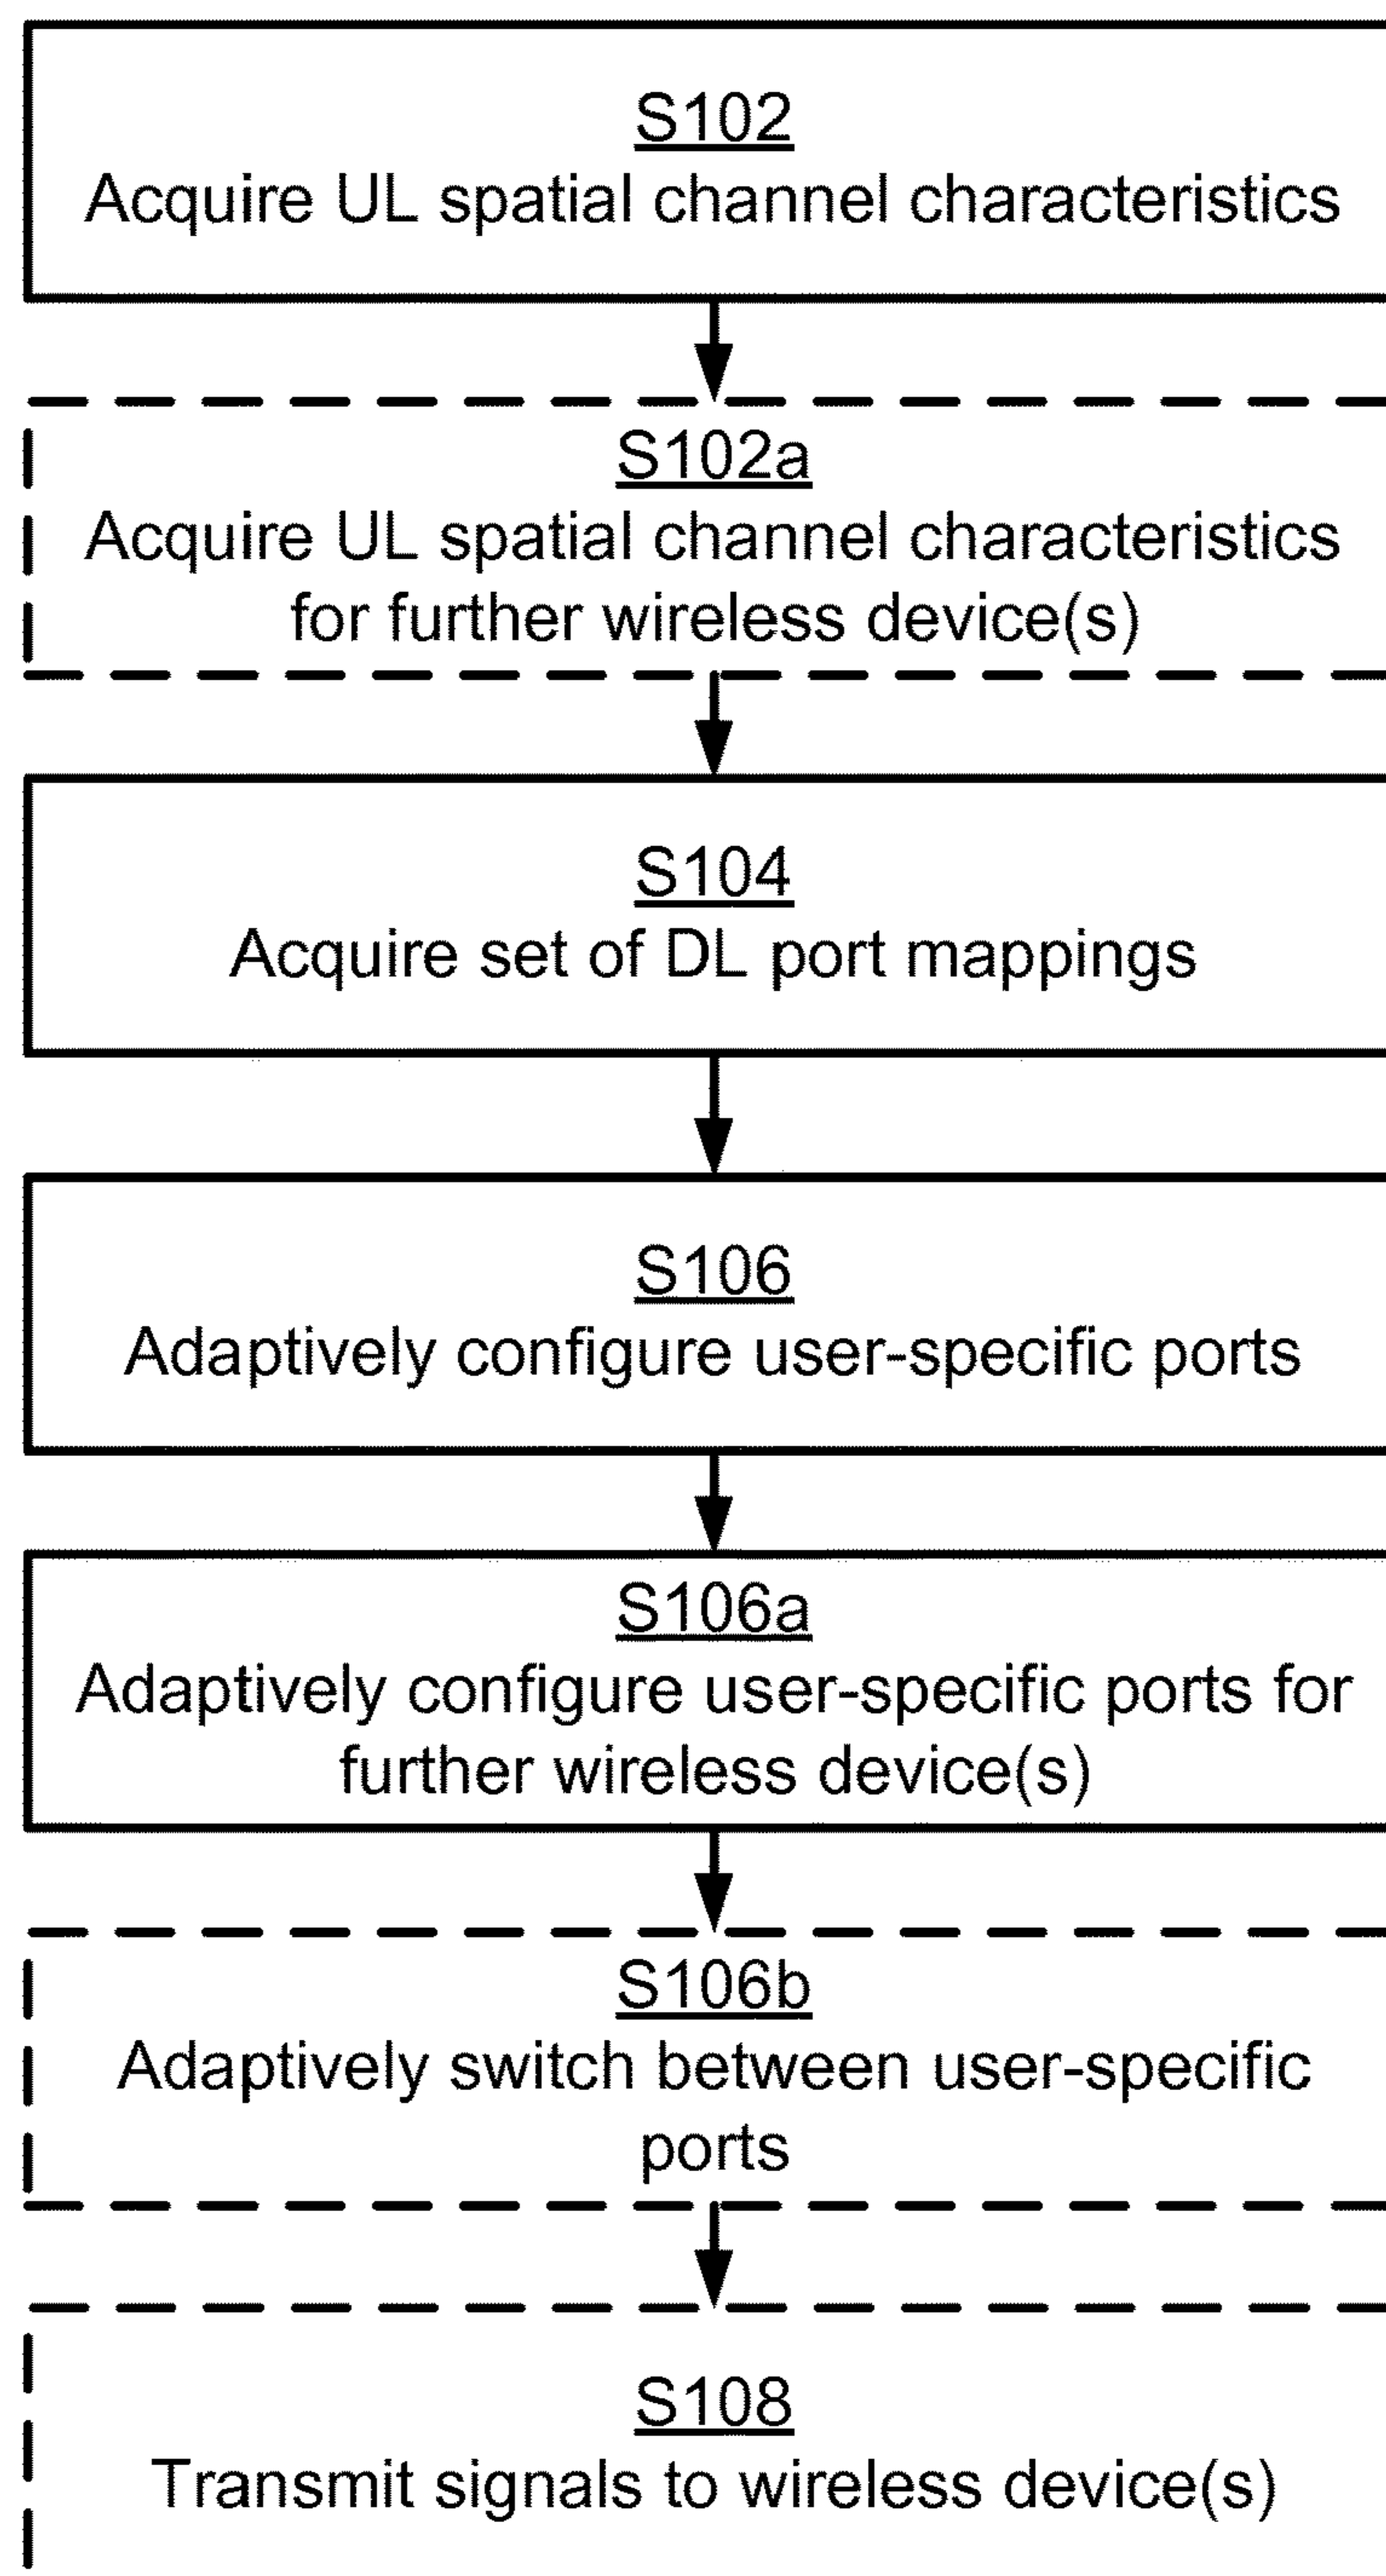 S102
Acquire UL spatial channel characteristics
S102a
Acquire UL spatial channel characteristics
for further wireless device(s)
S104
Acquire set of DL port mappings
S106
Adaptively configure user-specific ports
S106a
Adaptively configure user-specific ports for
further wireless device(s)
S106b
Adaptively switch between user-specific
ports
S108
Transmit signals to wireless device(s)